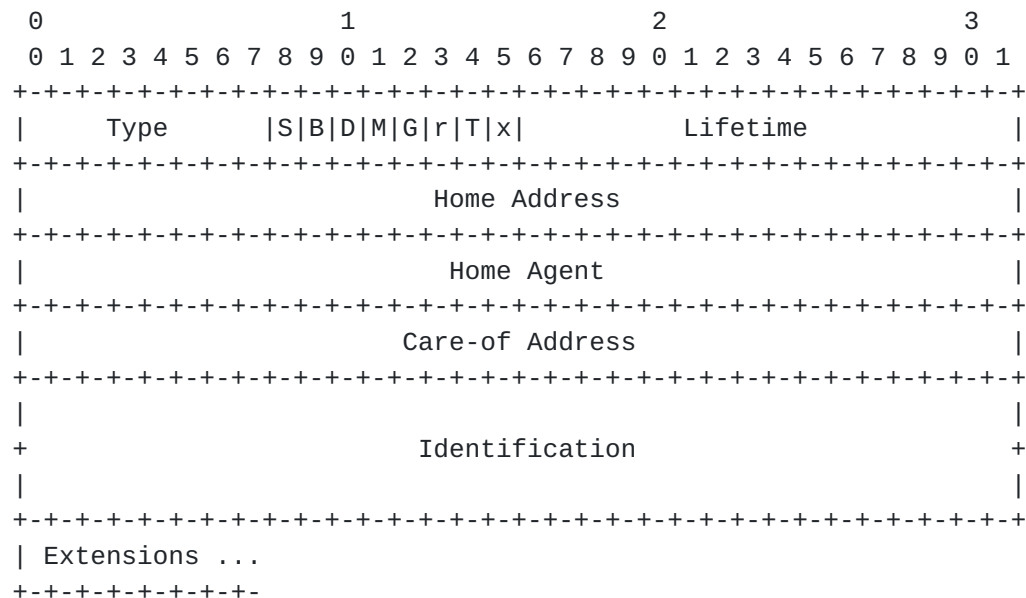 0                   1                   2                   3
 0 1 2 3 4 5 6 7 8 9 0 1 2 3 4 5 6 7 8 9 0 1 2 3 4 5 6 7 8 9 0 1
+-+-+-+-+-+-+-+-+-+-+-+-+-+-+-+-+-+-+-+-+-+-+-+-+-+-+-+-+-+-+-+-+
|     Type      |S|B|D|M|G|r|T|x|          Lifetime             |
+-+-+-+-+-+-+-+-+-+-+-+-+-+-+-+-+-+-+-+-+-+-+-+-+-+-+-+-+-+-+-+-+
|                          Home Address                         |
+-+-+-+-+-+-+-+-+-+-+-+-+-+-+-+-+-+-+-+-+-+-+-+-+-+-+-+-+-+-+-+-+
|                           Home Agent                          |
+-+-+-+-+-+-+-+-+-+-+-+-+-+-+-+-+-+-+-+-+-+-+-+-+-+-+-+-+-+-+-+-+
|                        Care-of Address                        |
+-+-+-+-+-+-+-+-+-+-+-+-+-+-+-+-+-+-+-+-+-+-+-+-+-+-+-+-+-+-+-+-+
|                                                               |
+                         Identification                        +
|                                                               |
+-+-+-+-+-+-+-+-+-+-+-+-+-+-+-+-+-+-+-+-+-+-+-+-+-+-+-+-+-+-+-+-+
| Extensions ...
+-+-+-+-+-+-+-+-